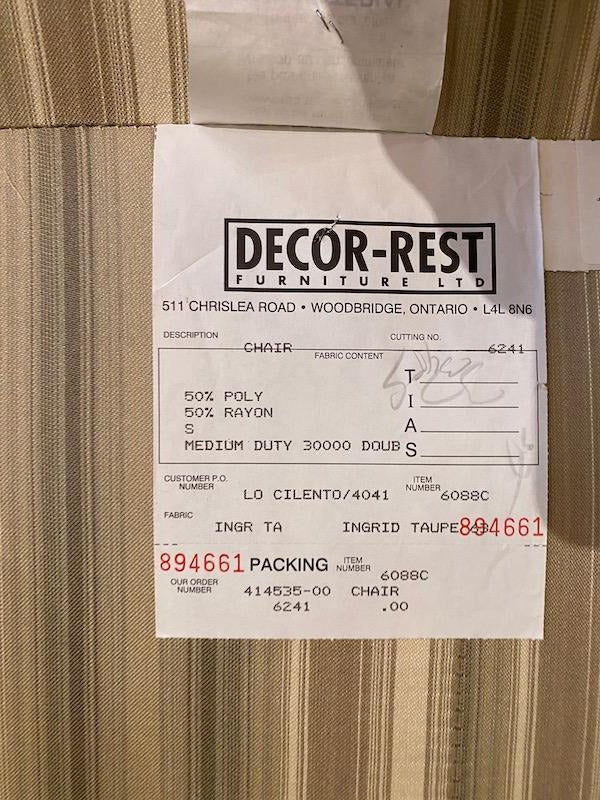 DECOR-REST
FURNITURE LTD
511 CHRISLEA ROAD • WOODBRIDGE, ONTARIO • L4L 8N6
DESCRIPTION CUTTING NO.
CHAIR 6241
FABRIC CONTENT
T
50% POLY
I
50% RAYON
S
A
MEDIUM DUTY 30000 DOUB S
CUSTOMER P.O. NUMBER LO CILENTO/4041 ITEM NUMBER 6088C
FABRIC
INGR TA INGRID TAUPE 894661
894661 PACKING ITEM NUMBER 6088C
OUR ORDER NUMBER 414535-00 CHAIR
6241 .00